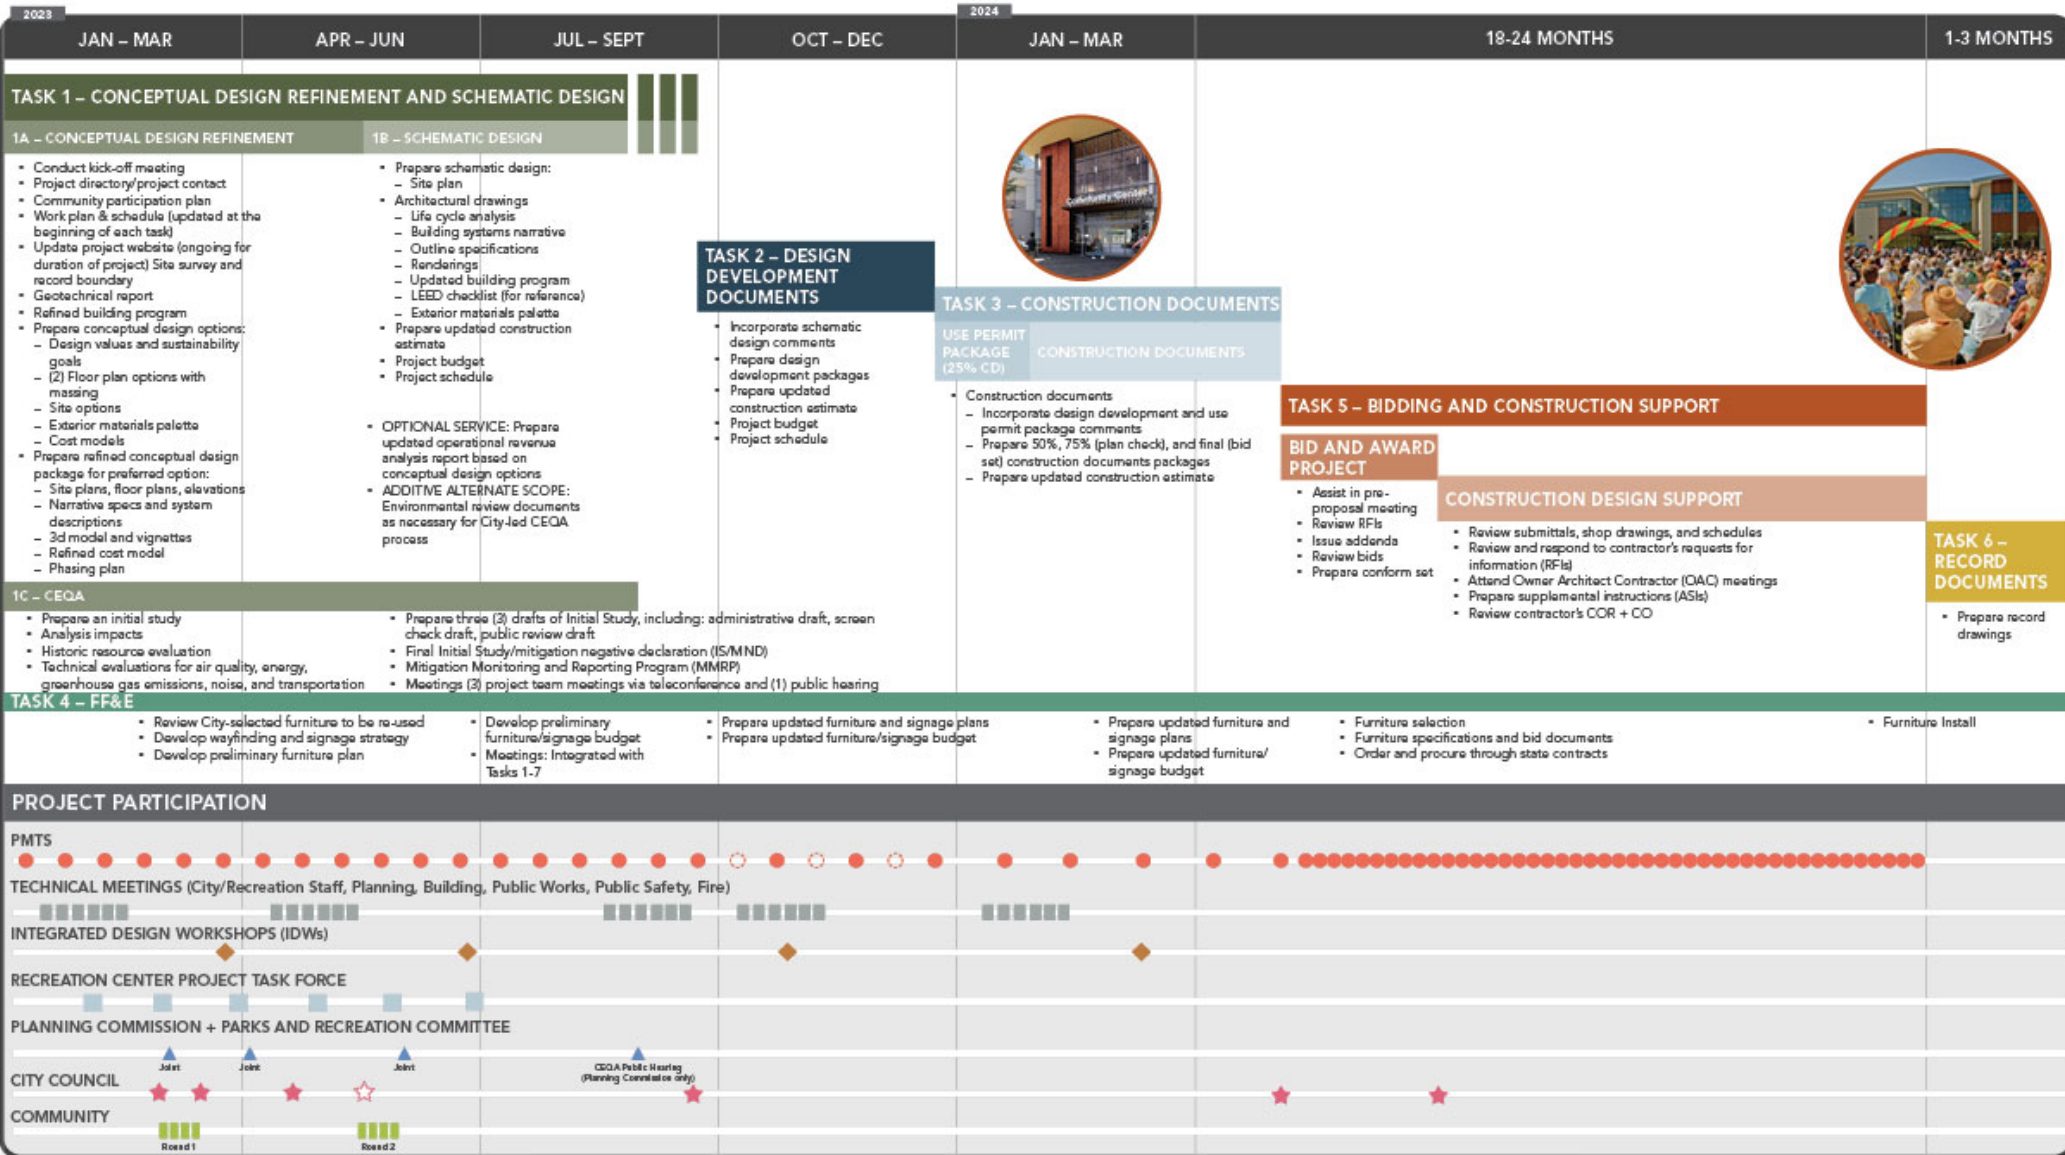 2023
2024
JAN – MAR
APR – JUN
JUL – SEPT
OCT – DEC
JAN – MAR
18-24 MONTHS
1-3 MONTHS
TASK 1 – CONCEPTUAL DESIGN REFINEMENT AND SCHEMATIC DESIGN
1A – CONCEPTUAL DESIGN REFINEMENT
▪ Conduct kick-off meeting
▪ Project directory/project contact
▪ Community participation plan
▪ Work plan & schedule (updated at the
beginning of each task)
▪ Update project website (ongoing for
duration of project) Site survey and
record boundary
▪ Geotechnical report
▪ Refined building program
▪ Prepare conceptual design options:
– Design values and sustainability
goals
– (2) Floor plan options with
massing
– Site options
– Exterior materials palette
– Cost models
▪ Prepare refined conceptual design
package for preferred option:
– Site plans, floor plans, elevations
– Narrative specs and system
descriptions
– 3d model and vignettes
– Refined cost model
– Phasing plan
1B – SCHEMATIC DESIGN
▪ Prepare schematic design:
– Site plan
▪ Architectural drawings
– Life cycle analysis
– Building systems narrative
– Outline specifications
– Renderings
– Updated building program
– LEED checklist (for reference)
– Exterior materials palette
▪ Prepare updated construction
estimate
▪ Project budget
▪ Project schedule
▪ OPTIONAL SERVICE: Prepare
updated operational revenue
analysis report based on
conceptual design options
▪ ADDITIVE ALTERNATE SCOPE:
Environmental review documents
as necessary for City-led CEQA
process
TASK 2 – DESIGN
DEVELOPMENT
DOCUMENTS
▪ Incorporate schematic
design comments
▪ Prepare design
development packages
▪ Prepare updated
construction estimate
▪ Project budget
▪ Project schedule
Community Center
TASK 3 – CONSTRUCTION DOCUMENTS
USE PERMIT
PACKAGE
(25% CD)
CONSTRUCTION DOCUMENTS
▪ Construction documents
– Incorporate design development and use
permit package comments
– Prepare 50%, 75% (plan check), and final (bid
set) construction documents packages
– Prepare updated construction estimate
TASK 5 – BIDDING AND CONSTRUCTION SUPPORT
BID AND AWARD
PROJECT
▪ Assist in pre-
proposal meeting
▪ Review RFIs
▪ Issue addenda
▪ Review bids
▪ Prepare conform set
CONSTRUCTION DESIGN SUPPORT
▪ Review submittals, shop drawings, and schedules
▪ Review and respond to contractor's requests for
information (RFIs)
▪ Attend Owner Architect Contractor (OAC) meetings
▪ Prepare supplemental instructions (ASIs)
▪ Review contractor's COR + CO
TASK 6 –
RECORD
DOCUMENTS
▪ Prepare record
drawings
1C – CEQA
▪ Prepare an initial study
▪ Analysis impacts
▪ Historic resource evaluation
▪ Technical evaluations for air quality, energy,
greenhouse gas emissions, noise, and transportation
▪ Prepare three (3) drafts of Initial Study, including: administrative draft, screen
check draft, public review draft
▪ Final Initial Study/mitigation negative declaration (IS/MND)
▪ Mitigation Monitoring and Reporting Program (MMRP)
▪ Meetings (3) project team meetings via teleconference and (1) public hearing
TASK 4 – FF&E
▪ Review City-selected furniture to be re-used
▪ Develop wayfinding and signage strategy
▪ Develop preliminary furniture plan
▪ Develop preliminary
furniture/signage budget
▪ Meetings: Integrated with
Tasks 1-7
▪ Prepare updated furniture and signage plans
▪ Prepare updated furniture/signage budget
▪ Prepare updated furniture and
signage plans
▪ Prepare updated furniture/
signage budget
▪ Furniture selection
▪ Furniture specifications and bid documents
▪ Order and procure through state contracts
▪ Furniture Install
PROJECT PARTICIPATION
PMTS
TECHNICAL MEETINGS (City/Recreation Staff, Planning, Building, Public Works, Public Safety, Fire)
INTEGRATED DESIGN WORKSHOPS (IDWs)
RECREATION CENTER PROJECT TASK FORCE
PLANNING COMMISSION + PARKS AND RECREATION COMMITTEE
Joint
Joint
Joint
CEQA Public Hearing
(Planning Commission only)
CITY COUNCIL
COMMUNITY
Round 1
Round 2